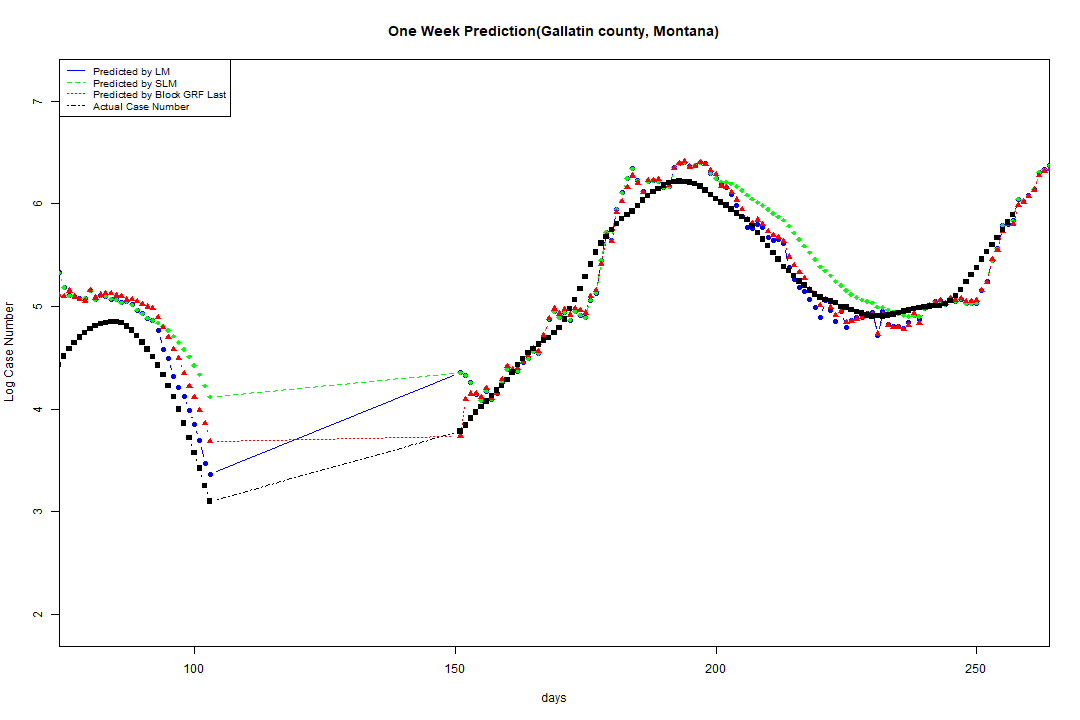 One Week Prediction(Gallatin county, Montana)
Predicted by LM
Predicted by SLM
Predicted by Block GRF Last
Actual Case Number
7
6
5
4
3
2
Log Case Number
100 150 200 250
days